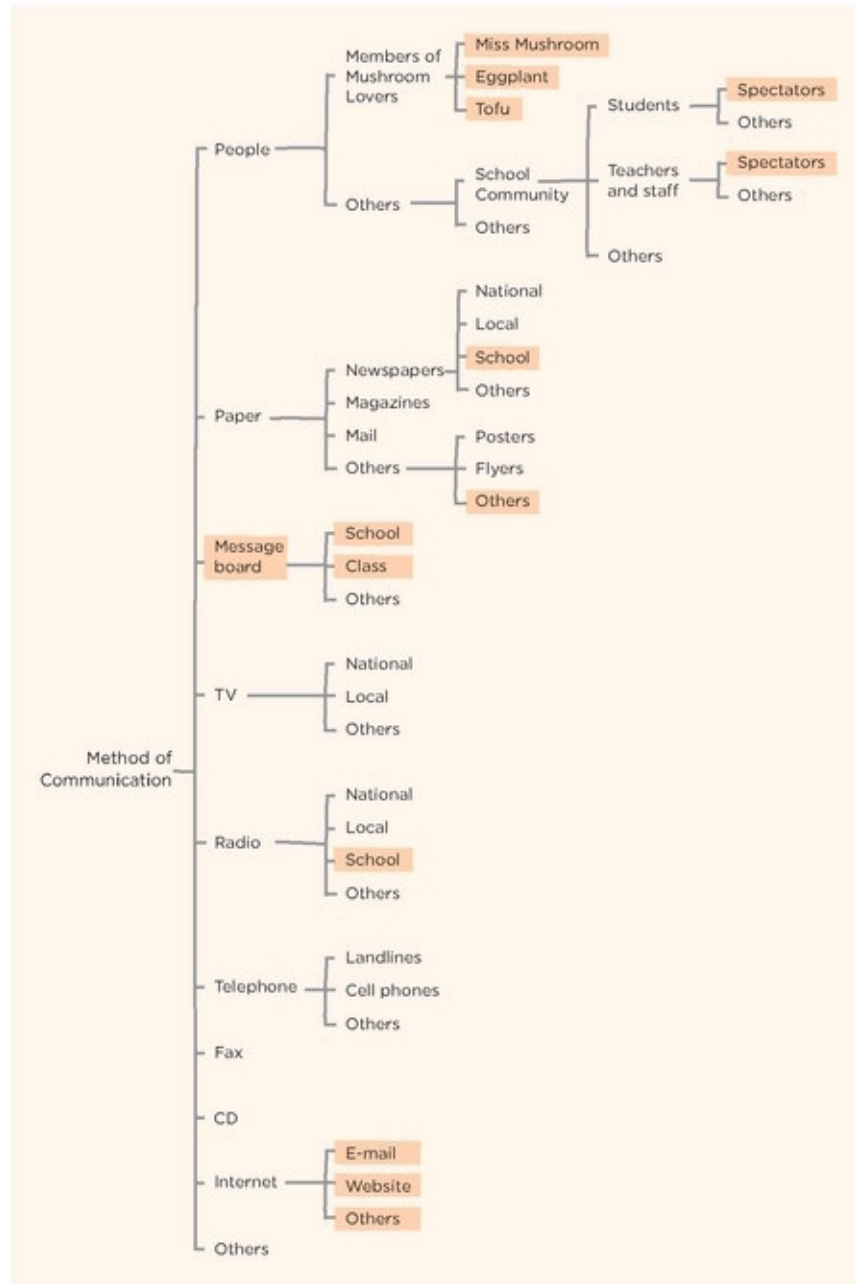 Miss Mushroom
Members of
Mushroom
Lovers
Eggplant
Tofu
Spectators
Students
Others
People
School
Community
Teachers
and staff
Spectators
Others
Others
Others
Others
National
Local
School
Newspapers
Others
Magazines
Paper
Mail
Posters
Others
Flyers
Others
Message
board
School
Class
Others
National
TV
Local
Others
Method of
Communication
National
Local
Radio
School
Others
Landlines
Telephone
Cell phones
Others
Fax
CD
E-mail
Internet
Website
Others
Others